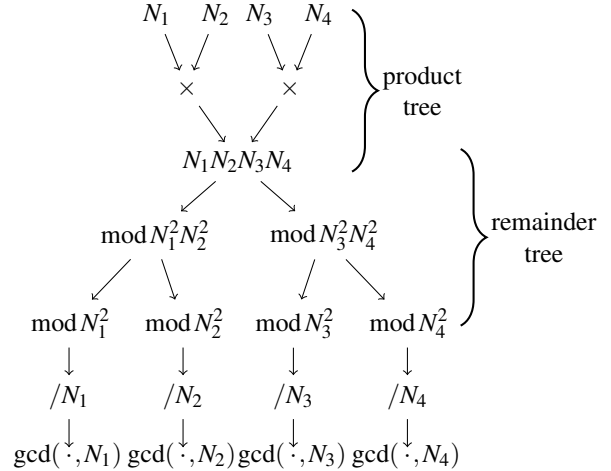 N₁ N₂ N₃ N₄
× ×
product
tree
N₁N₂N₃N₄
mod N₁²N₂² mod N₃²N₄²
remainder
tree
mod N₁² mod N₂² mod N₃² mod N₄²
/N₁ /N₂ /N₃ /N₄
gcd(·,N₁) gcd(·,N₂) gcd(·,N₃) gcd(·,N₄)